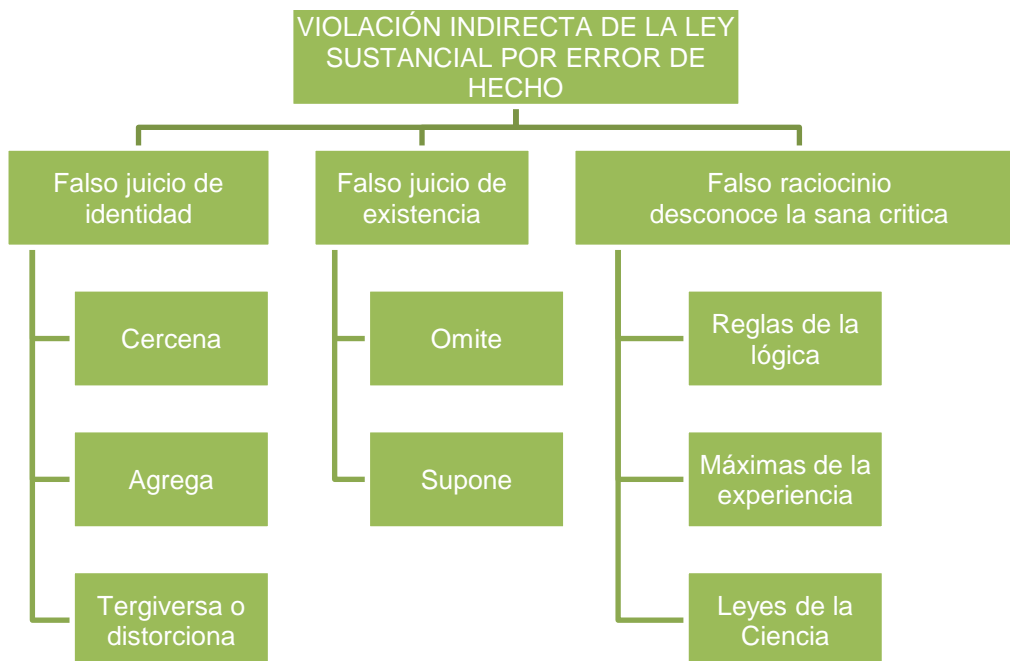 VIOLACIÓN INDIRECTA DE LA LEY
SUSTANCIAL POR ERROR DE
HECHO
Falso juicio de
identidad
Cercena
Agrega
Tergiversa o
distorciona
Falso juicio de
existencia
Omite
Supone
Falso raciocinio
desconoce la sana critica
Reglas de la
lógica
Máximas de la
experiencia
Leyes de la
Ciencia